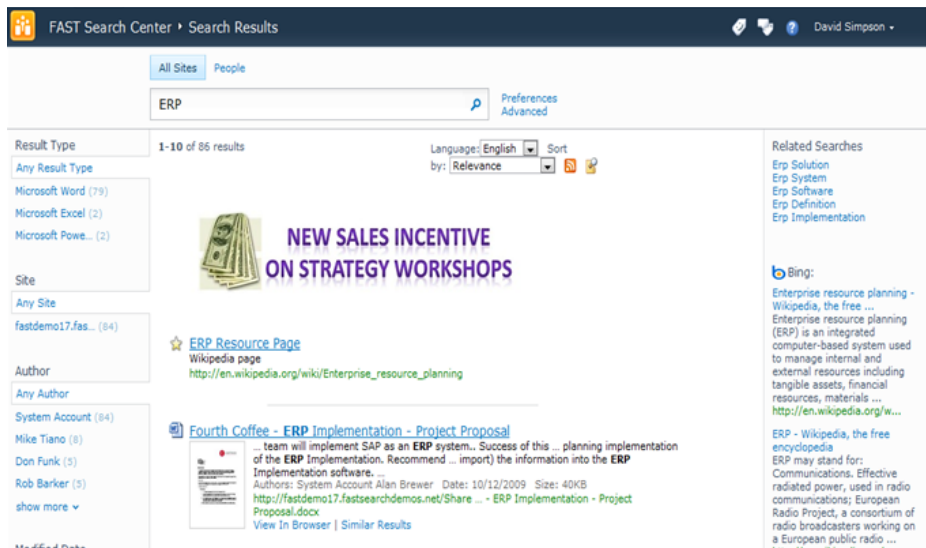 FAST Search Center ▸ Search Results
David Simpson
All Sites People
ERP
Preferences
Advanced
Result Type
Any Result Type
Microsoft Word (79)
Microsoft Excel (2)
Microsoft Powe... (2)
Site
Any Site
fastdemo17.fas... (84)
Author
Any Author
System Account (84)
Mike Tiano (8)
Don Funk (5)
Rob Barker (5)
show more
Modified Date
1-10 of 86 results
Language: English Sort
by: Relevance
NEW SALES INCENTIVE
ON STRATEGY WORKSHOPS
ERP Resource Page
Wikipedia page
http://en.wikipedia.org/wiki/Enterprise_resource_planning
Fourth Coffee - ERP Implementation - Project Proposal
... team will implement SAP as an ERP system.. Success of this ... planning implementation
of the ERP Implementation. Recommend ... import) the information into the ERP
Implementation software. ...
Authors: System Account Alan Brewer Date: 10/12/2009 Size: 40KB
http://fastdemo17.fastsearchdemos.net/Share ... - ERP Implementation - Project
Proposal.docx
View In Browser | Similar Results
Related Searches
Erp Solution
Erp System
Erp Software
Erp Definition
Erp Implementation
Bing:
Enterprise resource planning -
Wikipedia, the free ...
Enterprise resource planning
(ERP) is an integrated
computer-based system used
to manage internal and
external resources including
tangible assets, financial
resources, materials ...
http://en.wikipedia.org/w...
ERP - Wikipedia, the free
encyclopedia
ERP may stand for:
Communications. Effective
radiated power, used in radio
communications; European
Radio Project, a consortium of
radio broadcasters working on
a European public radio ...